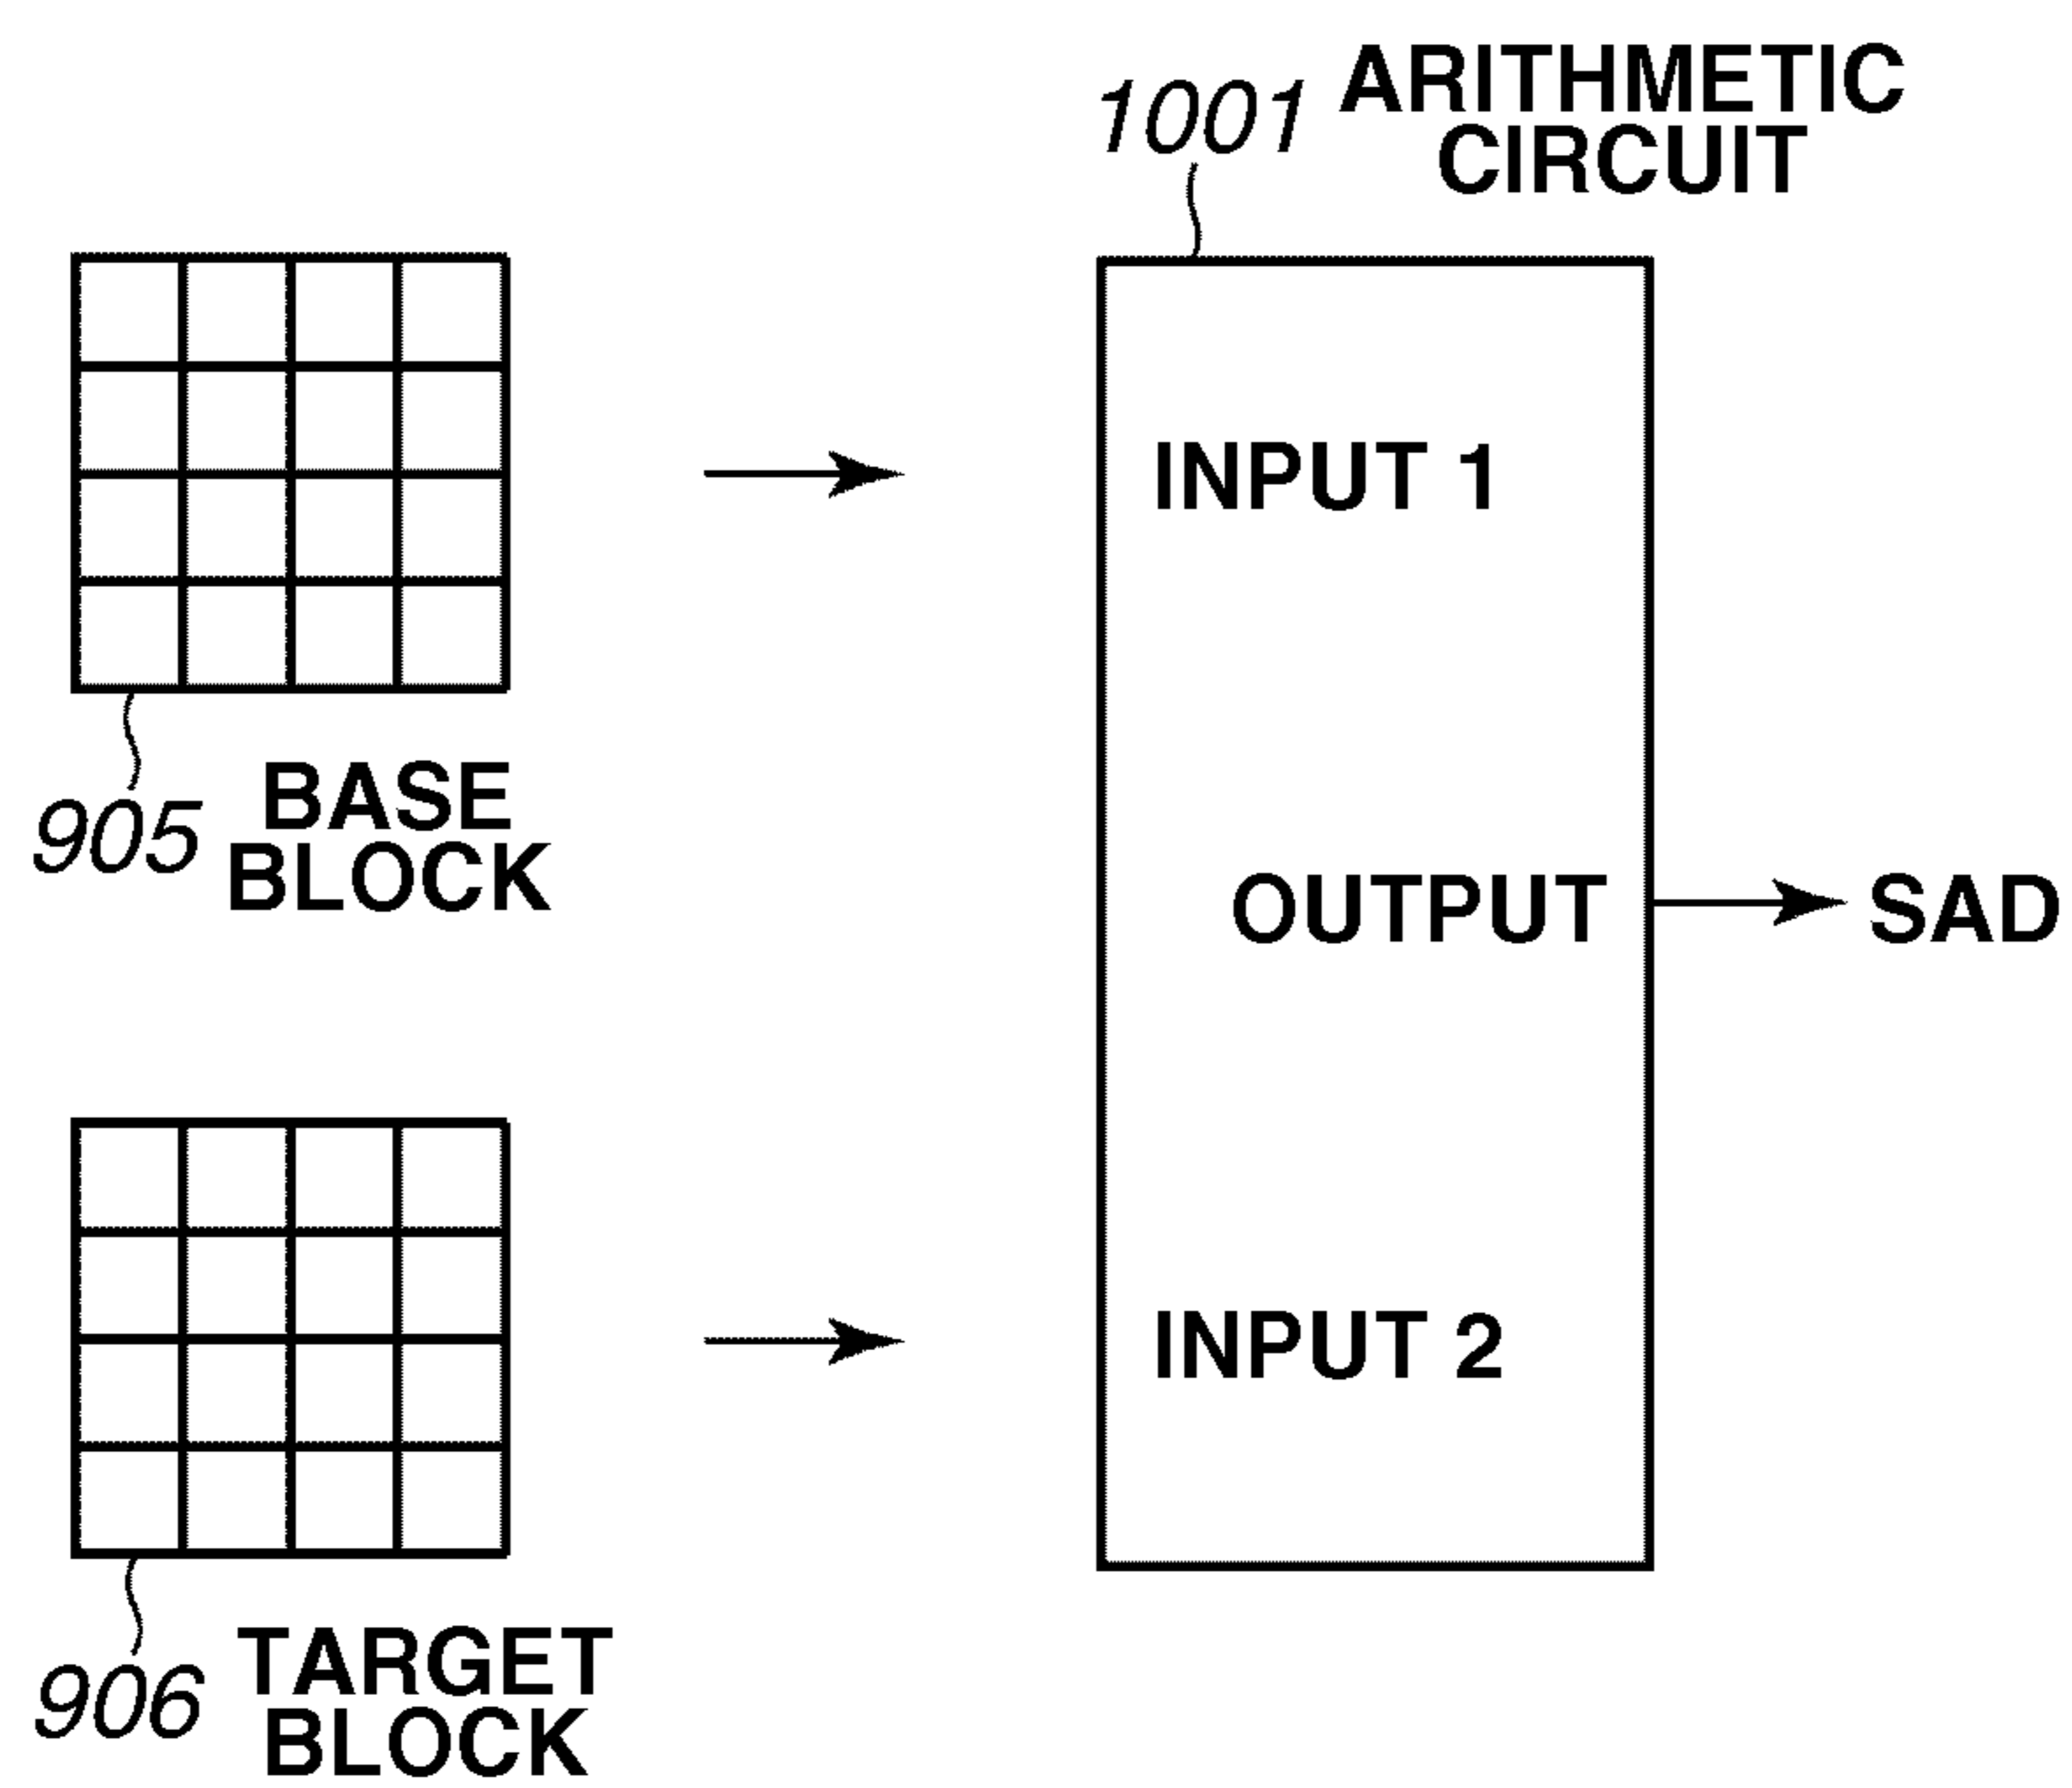 1001
ARITHMETIC
CIRCUIT
INPUT 1
905
BASE
BLOCK
OUTPUT
SAD
INPUT 2
906
TARGET
BLOCK